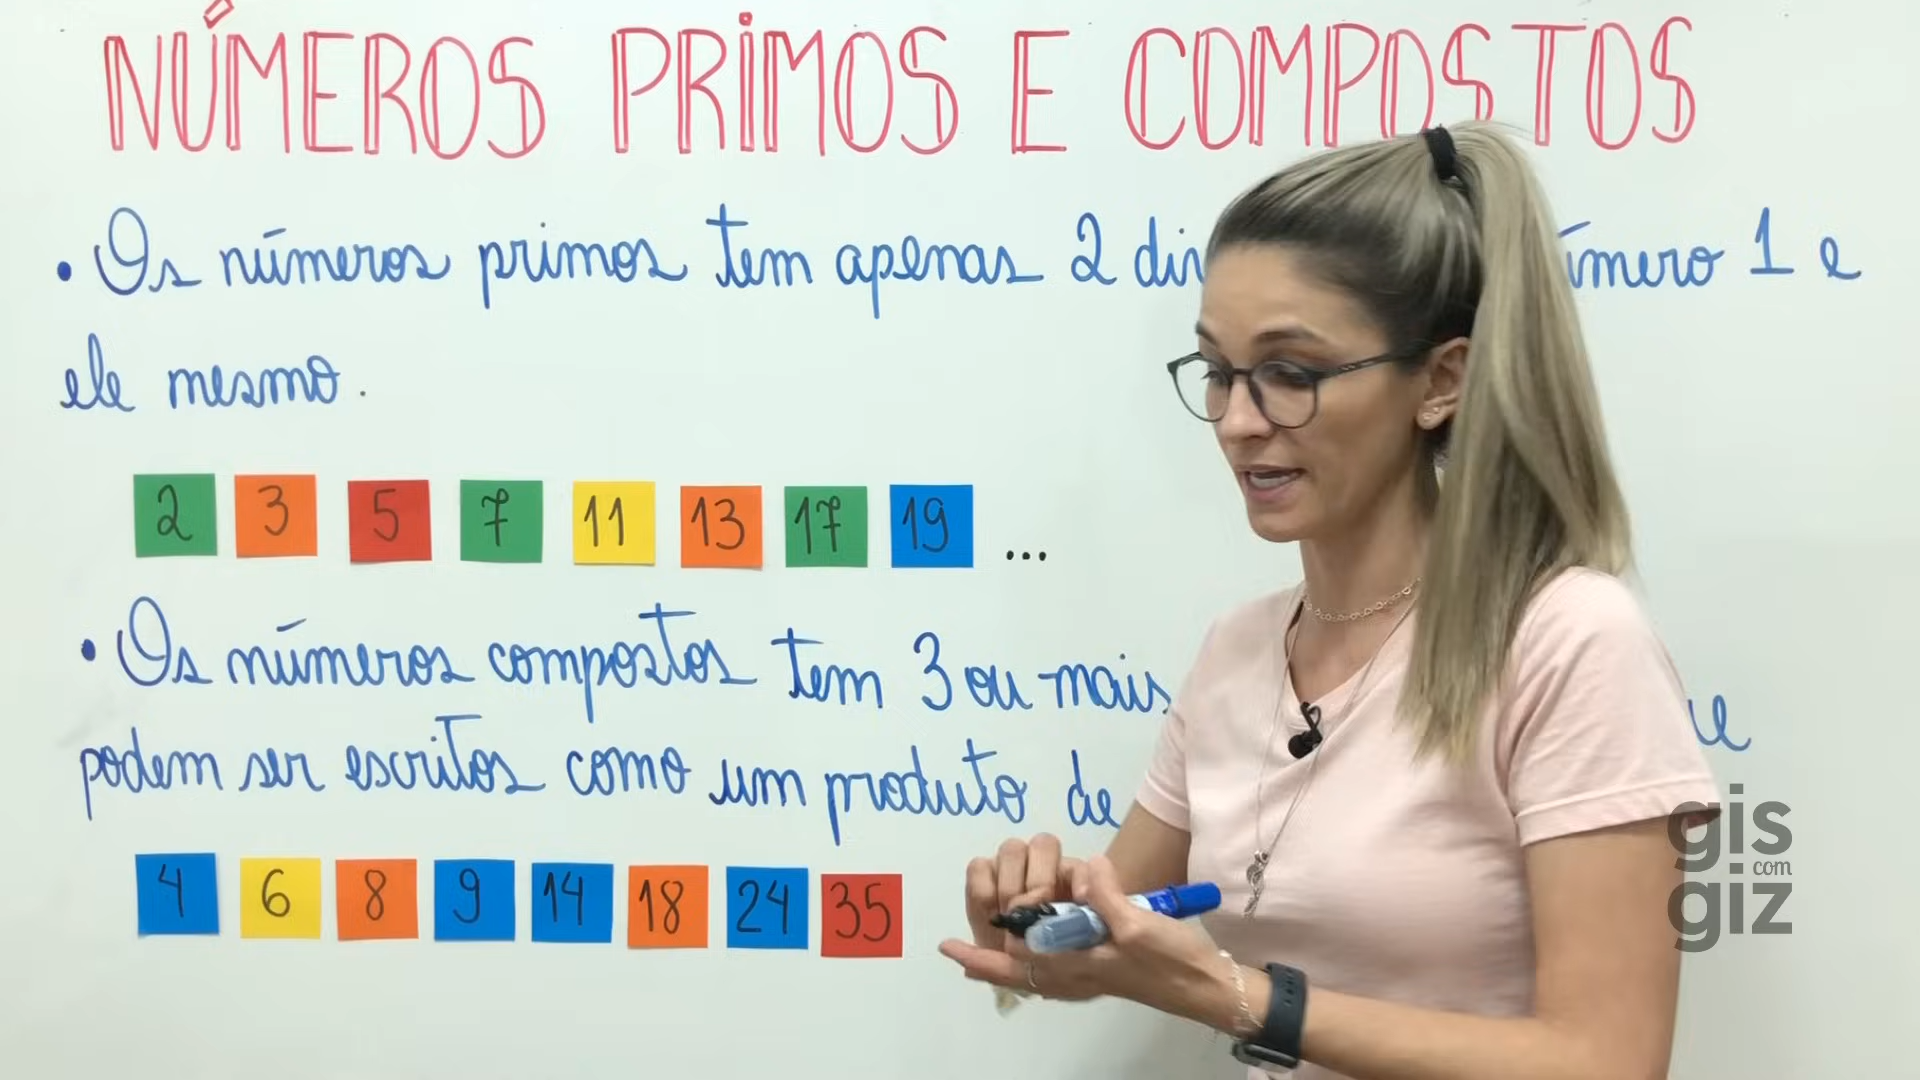 NÚMEROS PRIMOS E COMPOSTOS
• Os números primos tem apenas 2 1 e
ele mesmo.
2 3 5 7 11 13 17 19 ...
• Os números compostos tem 3 ou mais
podem ser escritos como um produto de
4 6 8 9 14 18 24 35
gis
com
giz